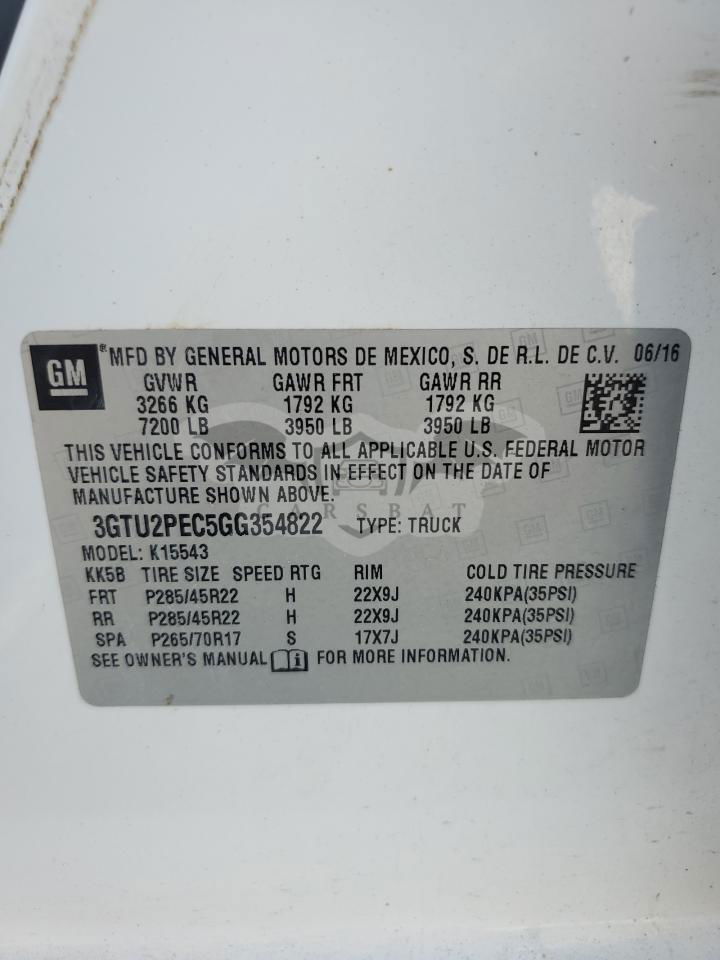 GM
® MFD BY GENERAL MOTORS DE MEXICO, S. DE R.L. DE C.V. 06/16
GVWR GAWR FRT GAWR RR
3266 KG 1792 KG 1792 KG
7200 LB 3950 LB 3950 LB
THIS VEHICLE CONFORMS TO ALL APPLICABLE U.S. FEDERAL MOTOR
VEHICLE SAFETY STANDARDS IN EFFECT ON THE DATE OF
MANUFACTURE SHOWN ABOVE.
CARSBAT
3GTU2PEC5GG354822 TYPE: TRUCK
MODEL: K15543
KK5B TIRE SIZE SPEED RTG RIM COLD TIRE PRESSURE
FRT P285/45R22 H 22X9J 240KPA(35PSI)
RR P285/45R22 H 22X9J 240KPA(35PSI)
SPA P265/70R17 S 17X7J 240KPA(35PSI)
SEE OWNER'S MANUAL i FOR MORE INFORMATION.